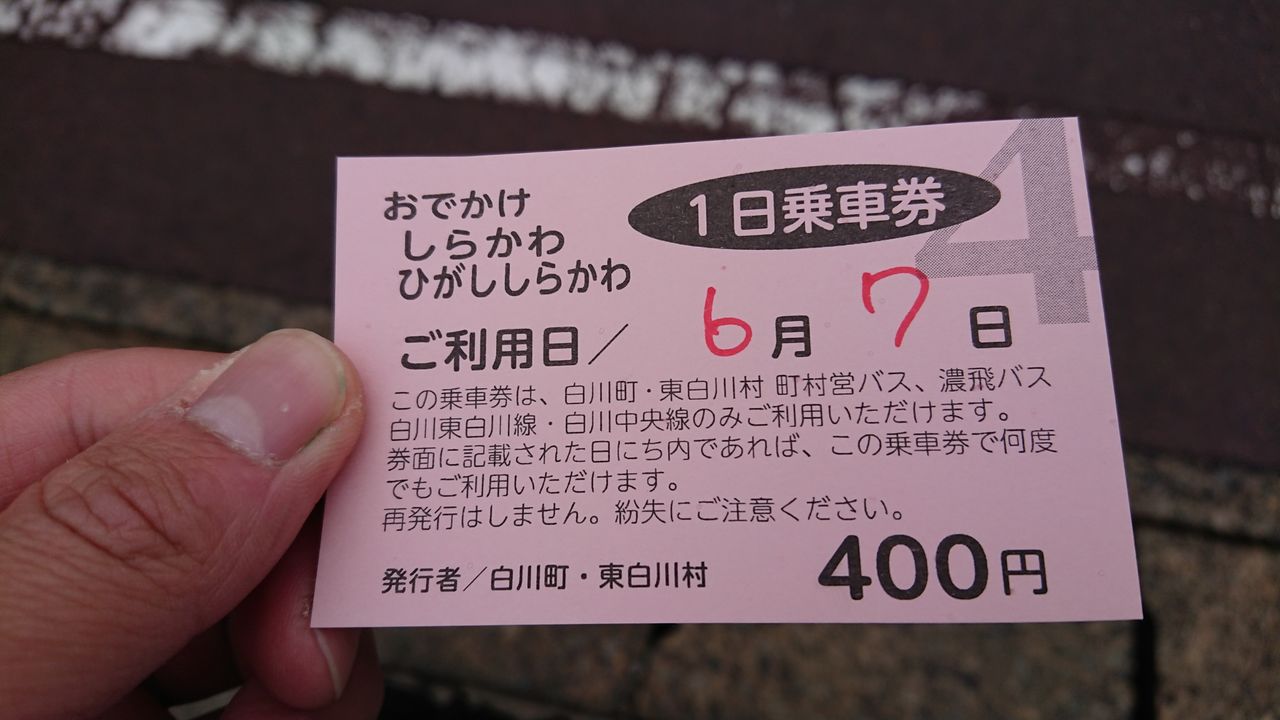 おでかけ
しらかわ
ひがししらかわ
1日乗車券
4
ご利用日／ 6月 7日
この乗車券は、白川町・東白川村 町村営バス、濃飛バス
白川東白川線・白川中央線のみご利用いただけます。
券面に記載された日にち内であれば、この乗車券で何度
でもご利用いただけます。
再発行はしません。紛失にご注意ください。
発行者／白川町・東白川村
400円